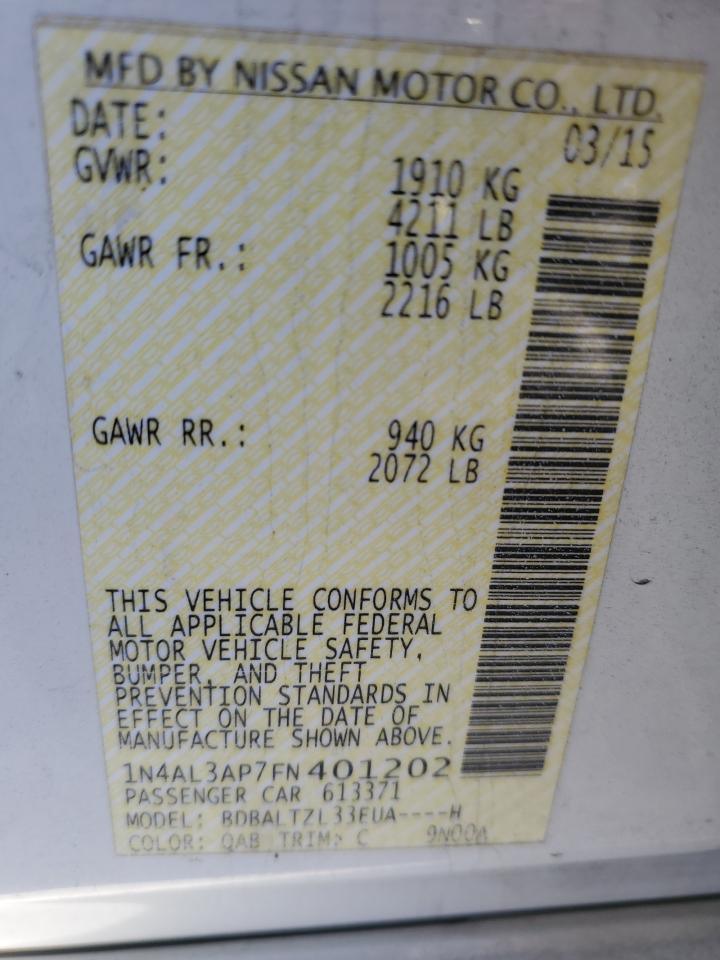 MFD BY NISSAN MOTOR CO., LTD.
DATE: 03/15
GVWR: 1910 KG
4211 LB
GAWR FR.: 1005 KG
2216 LB
GAWR RR.: 940 KG
2072 LB
THIS VEHICLE CONFORMS TO
ALL APPLICABLE FEDERAL
MOTOR VEHICLE SAFETY,
BUMPER, AND THEFT
PREVENTION STANDARDS IN
EFFECT ON THE DATE OF
MANUFACTURE SHOWN ABOVE.
1N4AL3AP7FN401202
PASSENGER CAR 613371
MODEL: BDBALTZL33EUA----H
COLOR: QAB TRIM: C 9N00A